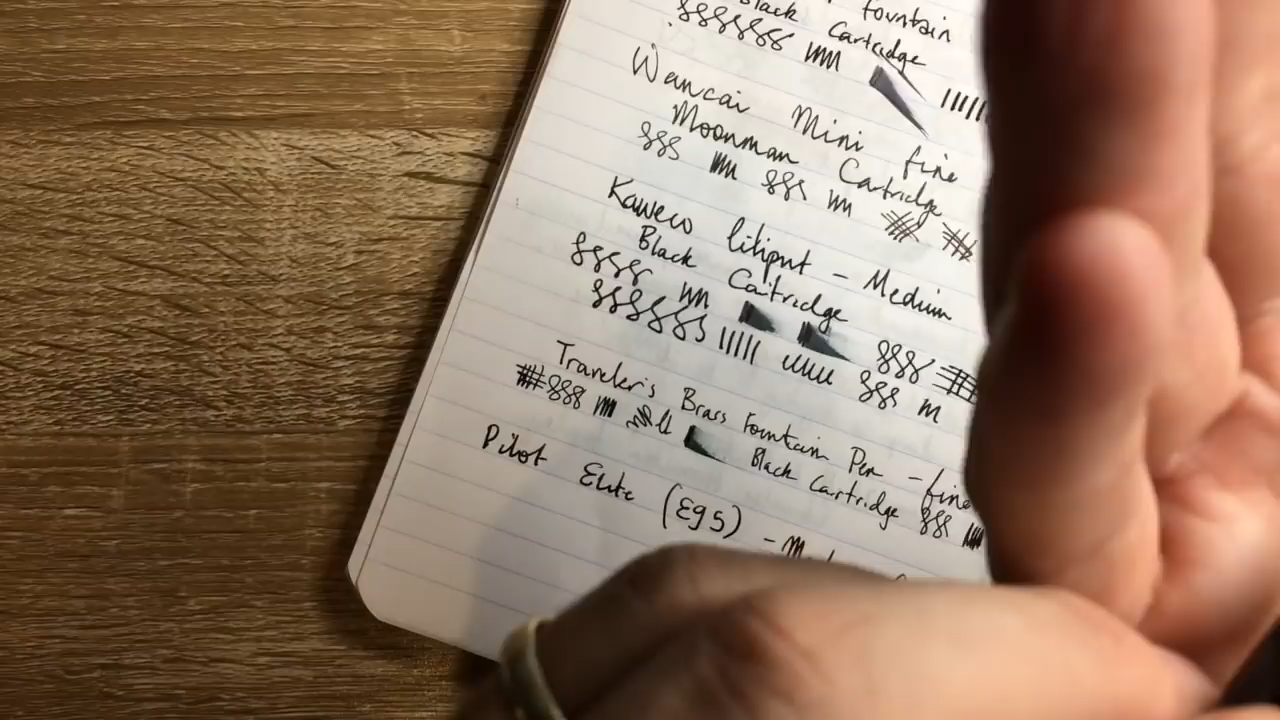 fountain
Black Cartridge
Wancai Mini fine
Moonman Cartridge
Kaweco liliput - Medium
Black Cartridge
Traveler's Brass Fountain Pen - fine
Black Cartridge
Pilot Elite (E95)